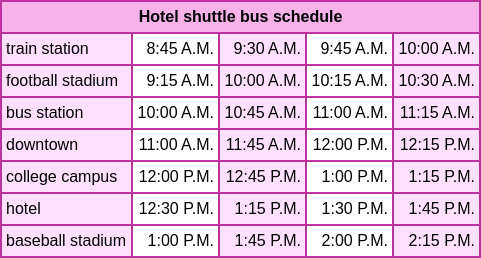 Hotel shuttle bus schedule
train station 8:45 A.M. 9:30 A.M. 9:45 A.M. 10:00 A.M.
football stadium 9:15 A.M. 10:00 A.M. 10:15 A.M. 10:30 A.M.
bus station 10:00 A.M. 10:45 A.M. 11:00 A.M. 11:15 A.M.
downtown 11:00 A.M. 11:45 A.M. 12:00 P.M. 12:15 P.M.
college campus 12:00 P.M. 12:45 P.M. 1:00 P.M. 1:15 P.M.
hotel 12:30 P.M. 1:15 P.M. 1:30 P.M. 1:45 P.M.
baseball stadium 1:00 P.M. 1:45 P.M. 2:00 P.M. 2:15 P.M.